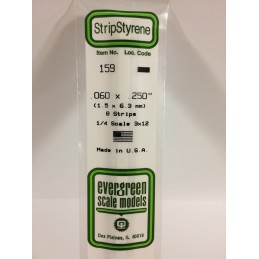 StripStyrene
Item No. Loc. Code
159
.060 x .250"
(1.5 x 6.3 mm)
8 Strips
1/4 Scale 3x12
Made in U.S.A.
evergreen
scale models
Des Plaines, IL 60018